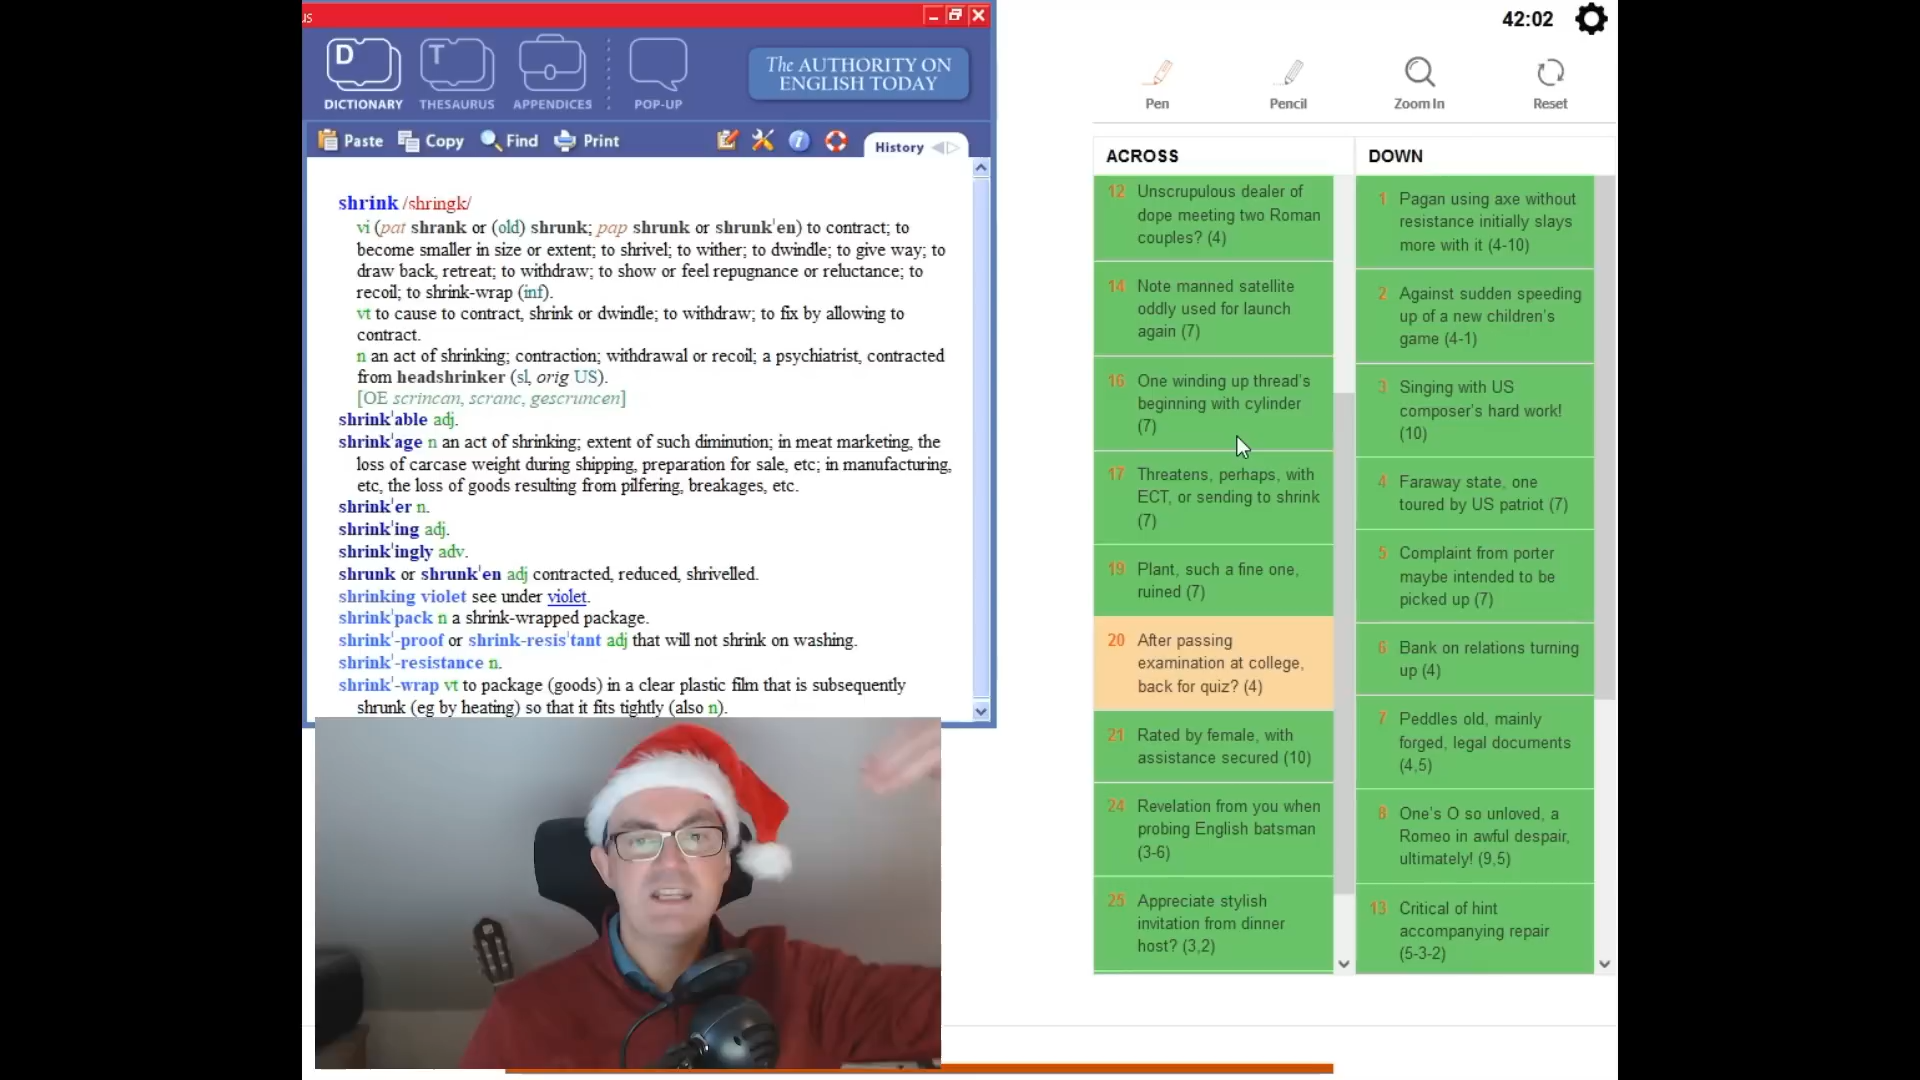 us
42:02
D
T
The AUTHORITY ON
ENGLISH TODAY
DICTIONARY THESAURUS APPENDICES POP-UP
Pen Pencil Zoom In Reset
Paste Copy Find Print
History
shrink /shringk/
vi (pat shrank or (old) shrunk; pap shrunk or shrunk'en) to contract; to
become smaller in size or extent; to shrivel; to wither; to dwindle; to give way; to
draw back, retreat; to withdraw; to show or feel repugnance or reluctance; to
recoil; to shrink-wrap (inf).
vt to cause to contract, shrink or dwindle; to withdraw; to fix by allowing to
contract.
n an act of shrinking; contraction; withdrawal or recoil; a psychiatrist, contracted
from headshrinker (sl, orig US).
[OE scrincan, scranc, gescruncen]
shrink'able adj.
shrink'age n an act of shrinking; extent of such diminution; in meat marketing, the
loss of carcase weight during shipping, preparation for sale, etc; in manufacturing,
etc, the loss of goods resulting from pilfering, breakages, etc.
shrink'er n.
shrink'ing adj.
shrink'ingly adv.
shrunk or shrunk'en adj contracted, reduced, shrivelled.
shrinking violet see under violet.
shrink'pack n a shrink-wrapped package.
shrink'-proof or shrink-resis'tant adj that will not shrink on washing.
shrink'-resistance n.
shrink'-wrap vt to package (goods) in a clear plastic film that is subsequently
shrunk (eg by heating) so that it fits tightly (also n).
ACROSS
12 Unscrupulous dealer of
dope meeting two Roman
couples? (4)
14 Note manned satellite
oddly used for launch
again (7)
16 One winding up thread's
beginning with cylinder
(7)
17 Threatens, perhaps, with
ECT, or sending to shrink
(7)
19 Plant, such a fine one,
ruined (7)
20 After passing
examination at college,
back for quiz? (4)
21 Rated by female, with
assistance secured (10)
24 Revelation from you when
probing English batsman
(3-6)
25 Appreciate stylish
invitation from dinner
host? (3,2)
DOWN
1 Pagan using axe without
resistance initially slays
more with it (4-10)
2 Against sudden speeding
up of a new children's
game (4-1)
3 Singing with US
composer's hard work!
(10)
4 Faraway state, one
toured by US patriot (7)
5 Complaint from porter
maybe intended to be
picked up (7)
6 Bank on relations turning
up (4)
7 Peddles old, mainly
forged, legal documents
(4,5)
8 One's O so unloved, a
Romeo in awful despair,
ultimately! (9,5)
13 Critical of hint
accompanying repair
(5-3-2)